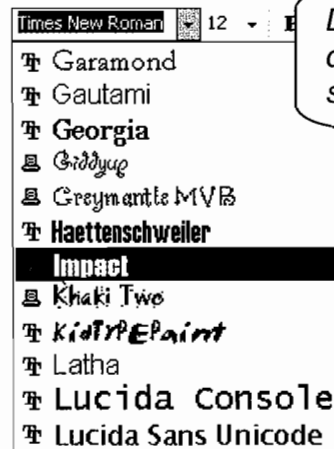 Times New Roman 12
Garamond
Gautami
Georgia
Giddyup
Greymantle MVB
Haettenschweiler
Impact
Khaki Two
KidTYPEPaint
Latha
Lucida Console
Lucida Sans Unicode